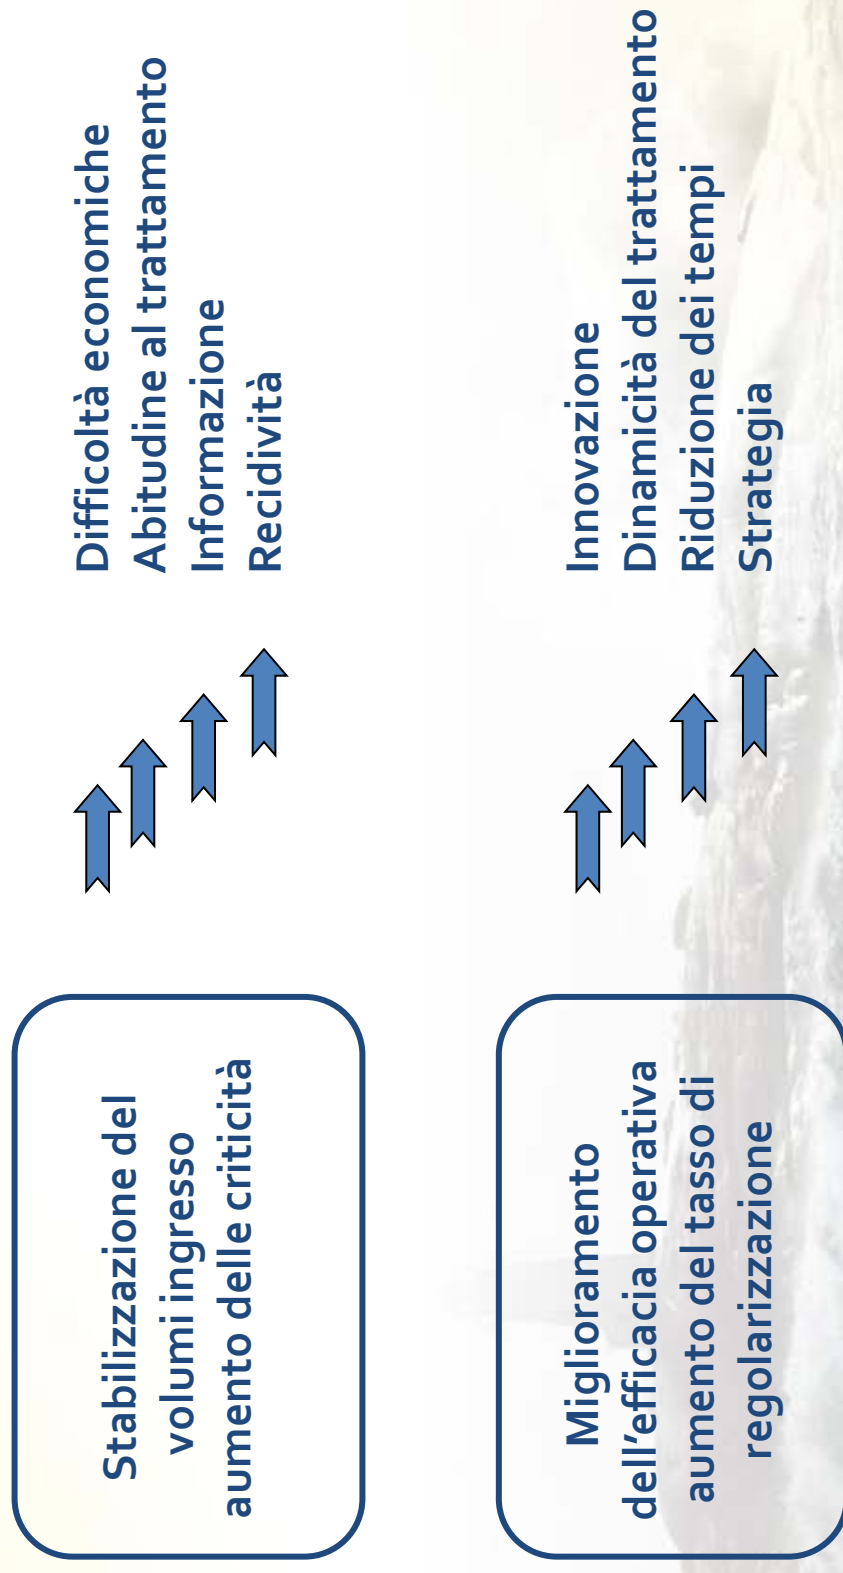 Stabilizzazione del
volumi ingresso
aumento delle criticità
Difficoltà economiche
Abitudine al trattamento
Informazione
Recidività
Miglioramento
dell'efficacia operativa
aumento del tasso di
regolarizzazione
Innovazione
Dinamicità del trattamento
Riduzione dei tempi
Strategia